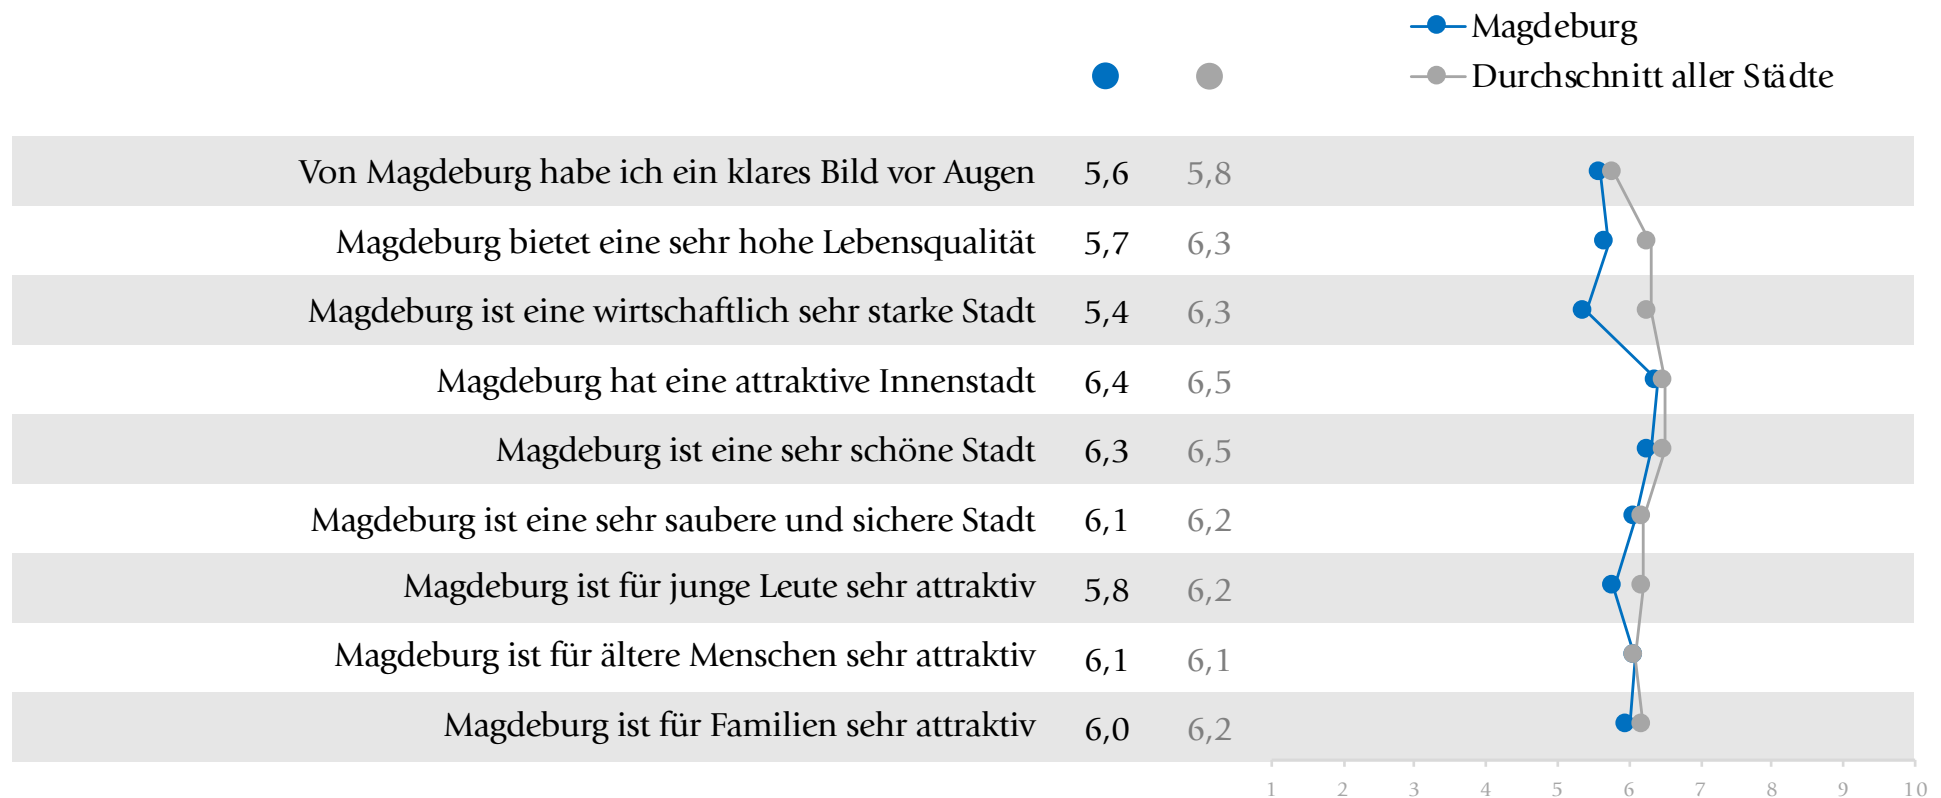 Magdeburg
Durchschnitt aller Städte
Von Magdeburg habe ich ein klares Bild vor Augen 5,6 5,8
Magdeburg bietet eine sehr hohe Lebensqualität 5,7 6,3
Magdeburg ist eine wirtschaftlich sehr starke Stadt 5,4 6,3
Magdeburg hat eine attraktive Innenstadt 6,4 6,5
Magdeburg ist eine sehr schöne Stadt 6,3 6,5
Magdeburg ist eine sehr saubere und sichere Stadt 6,1 6,2
Magdeburg ist für junge Leute sehr attraktiv 5,8 6,2
Magdeburg ist für ältere Menschen sehr attraktiv 6,1 6,1
Magdeburg ist für Familien sehr attraktiv 6,0 6,2
1 2 3 4 5 6 7 8 9 10